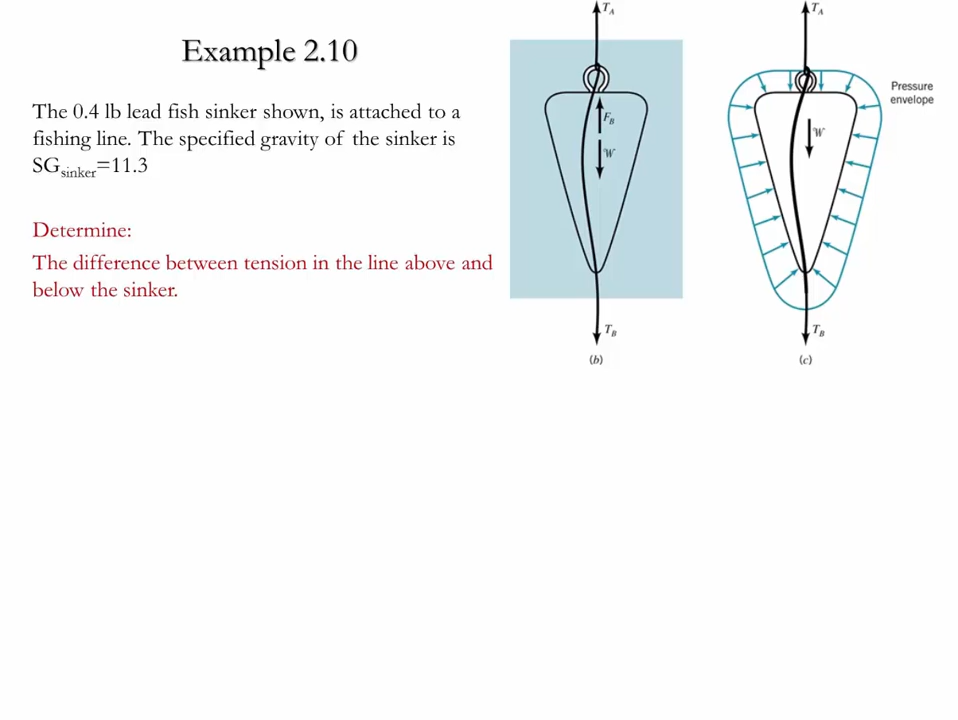 Example 2.10
The 0.4 lb lead fish sinker shown, is attached to a
fishing line. The specified gravity of the sinker is
SGsinker=11.3
Determine:
The difference between tension in the line above and
below the sinker.
TA
FB
W
TB
(b)
TA
Pressure
envelope
W
TB
(c)